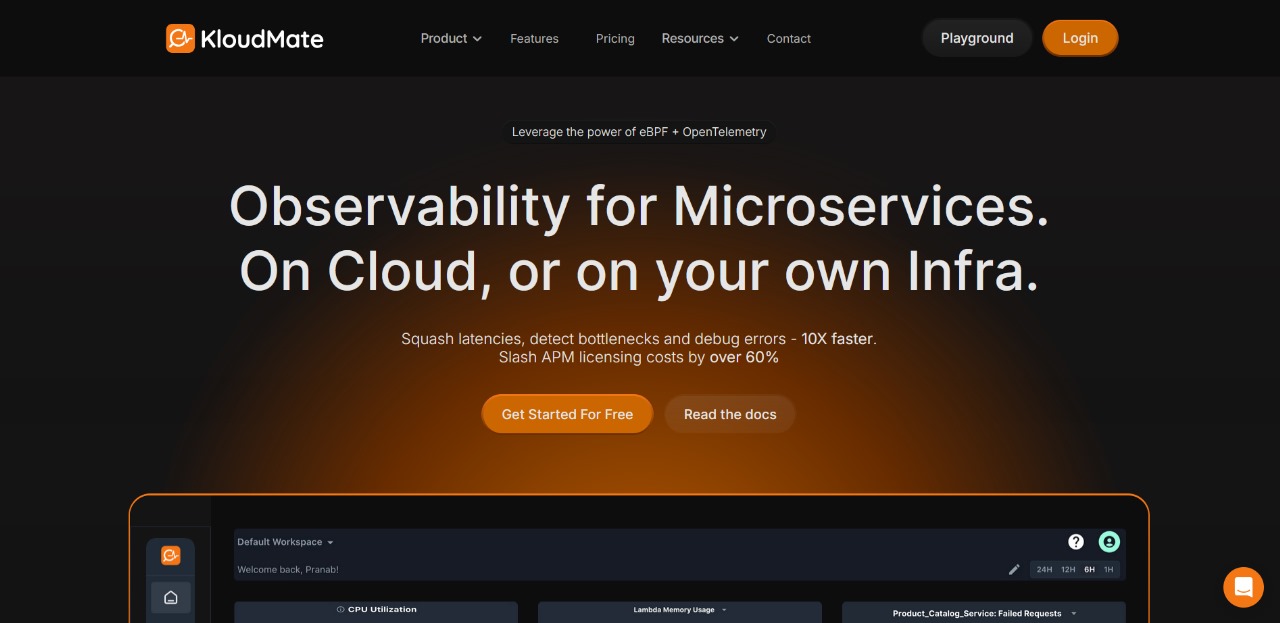 KloudMate
Product Features Pricing Resources Contact Playground Login
Leverage the power of eBPF + OpenTelemetry
Observability for Microservices.
On Cloud, or on your own Infra.
Squash latencies, detect bottlenecks and debug errors - 10X faster.
Slash APM licensing costs by over 60%
Get Started For Free Read the docs
Default Workspace
Welcome back, Pranab! 24H 12H 6H 1H
CPU Utilization Lambda Memory Usage Product_Catalog_Service: Failed Requests